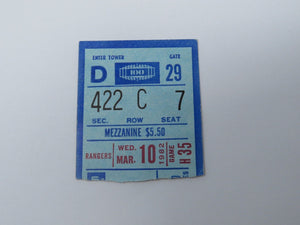 ENTER TOWER GATE
D 100 29
422 C 7
SEC. ROW SEAT
MEZZANINE $5.50
RANGERS WED. MAR. 10 1982 GAME H 35